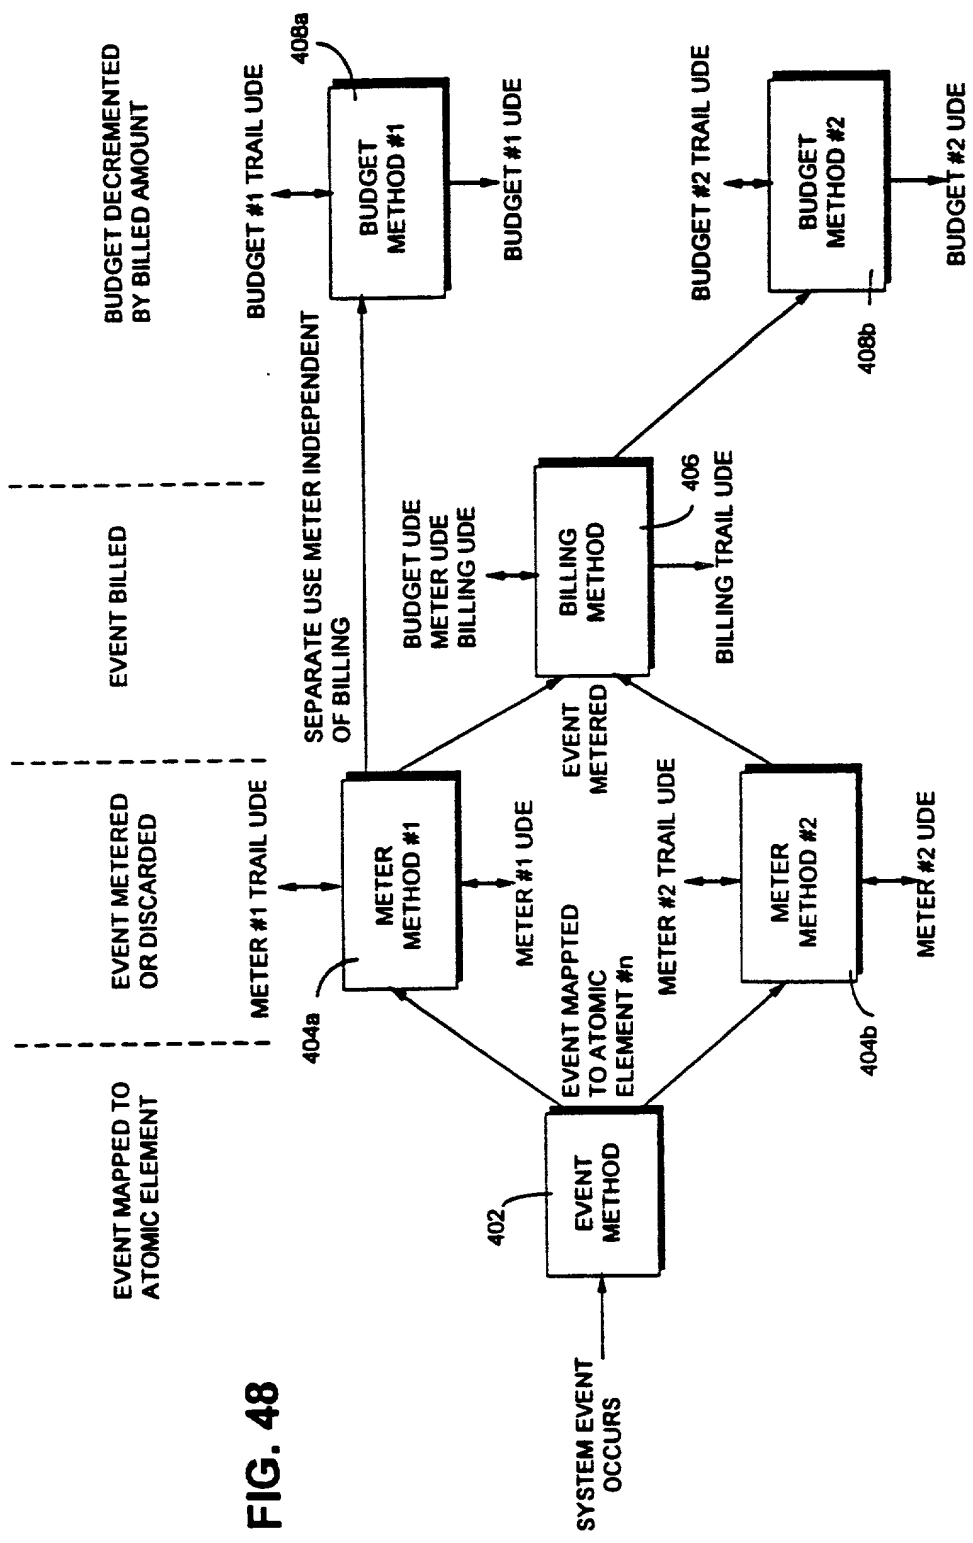 FIG. 48
EVENT MAPPED TO
ATOMIC ELEMENT
EVENT METERED
OR DISCARDED
EVENT BILLED
BUDGET DECREMENTED
BY BILLED AMOUNT
SYSTEM EVENT
OCCURS
402
EVENT
METHOD
EVENT MAPPTED
TO ATOMIC
ELEMENT #n
METER #1 TRAIL UDE
404a
METER
METHOD #1
METER #1 UDE
METER #2 TRAIL UDE
404b
METER
METHOD #2
METER #2 UDE
SEPARATE USE METER INDEPENDENT
OF BILLING
EVENT
METERED
BUDGET UDE
METER UDE
BILLING UDE
BILLING
METHOD
406
BILLING TRAIL UDE
BUDGET #1 TRAIL UDE
408a
BUDGET
METHOD #1
BUDGET #1 UDE
BUDGET #2 TRAIL UDE
BUDGET
METHOD #2
408b
BUDGET #2 UDE